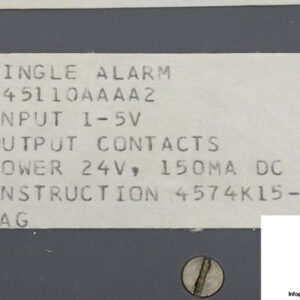 INGLE ALARM
45110AAAA2
NPUT 1-5V
UTPUT CONTACTS
OWER 24V, 150MA DC
NSTRUCTION 4574K15-
AG